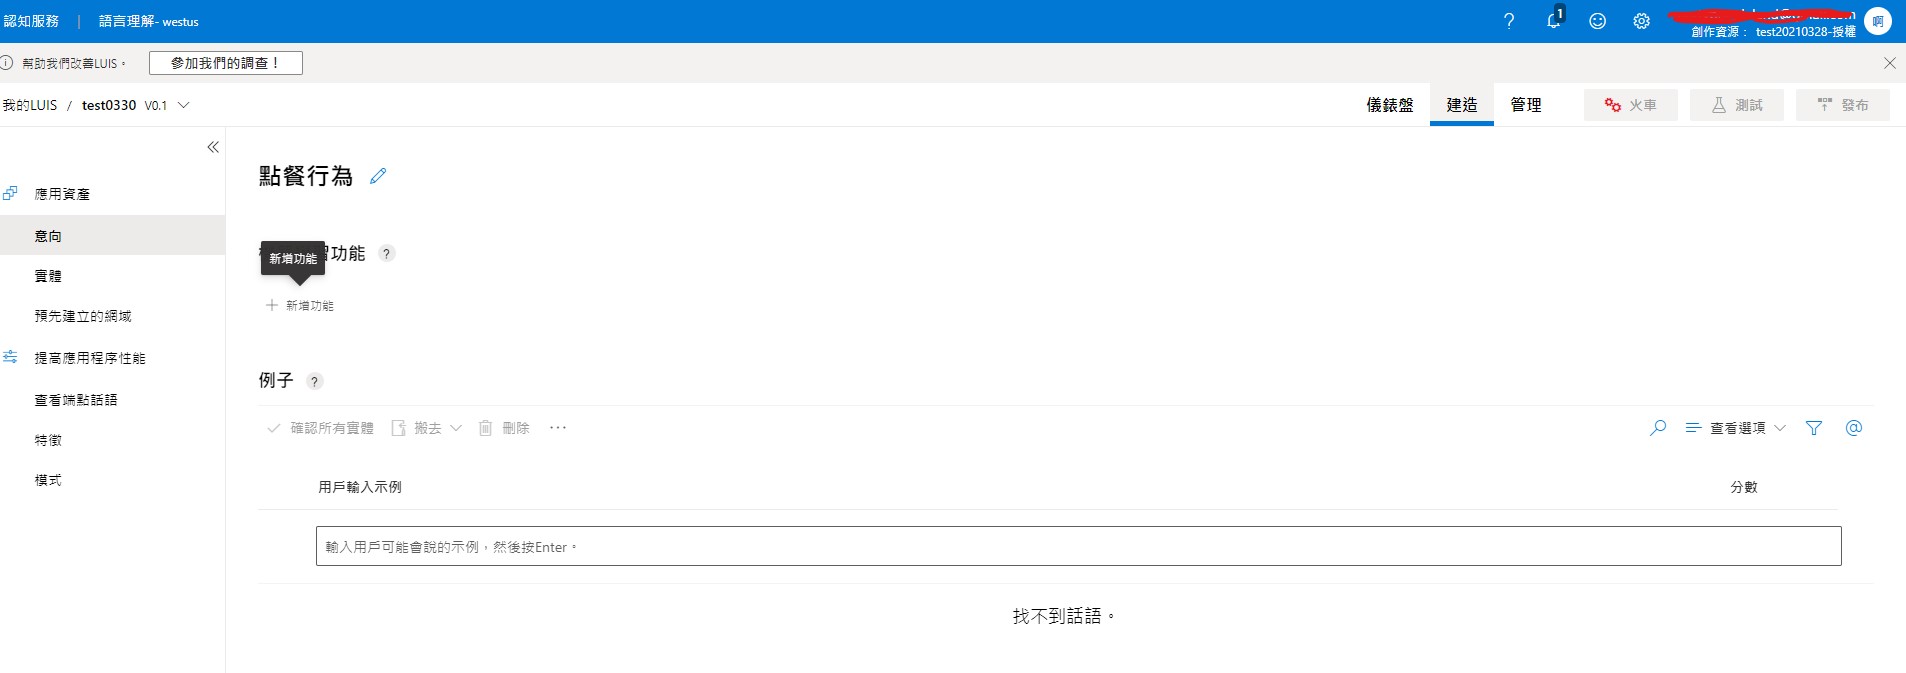 認知服務 | 語言理解- westus
1
創作資源： test20210328-授權
啊
幫助我們改善LUIS。 參加我們的調查！
我的LUIS / test0330 V0.1
儀錶盤 建造 管理 火車 測試 發布
應用資產
意向
實體
預先建立的網域
提高應用程序性能
查看端點話語
特徵
模式
點餐行為
功能 ?
新增功能
+ 新增功能
例子 ?
確認所有實體 搬去 刪除 ...
查看選項 @
用戶輸入示例 分數
輸入用戶可能會說的示例，然後按Enter。
找不到話語。